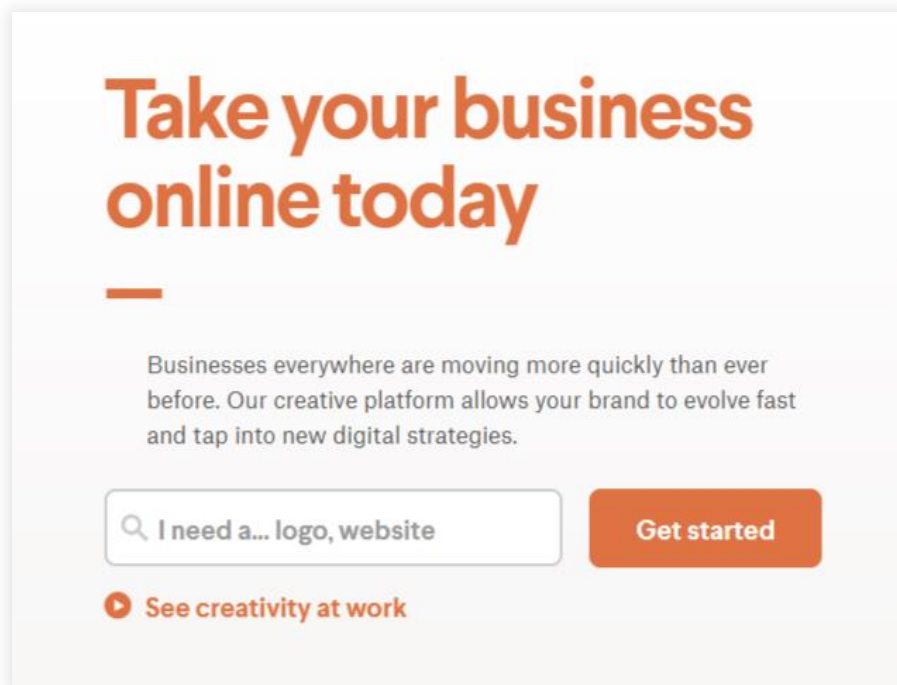 Take your business
online today
Businesses everywhere are moving more quickly than ever
before. Our creative platform allows your brand to evolve fast
and tap into new digital strategies.
I need a... logo, website
Get started
See creativity at work